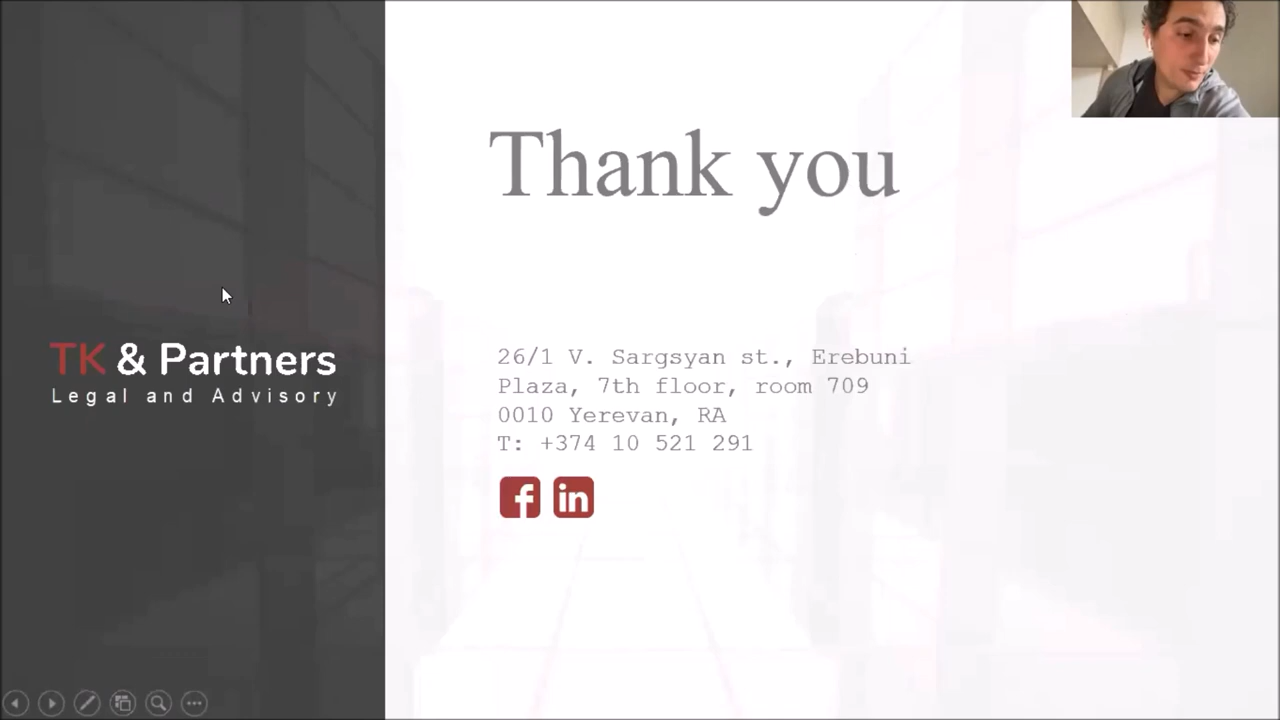 Thank you
TK & Partners
Legal and Advisory
26/1 V. Sargsyan st., Erebuni
Plaza, 7th floor, room 709
0010 Yerevan, RA
T: +374 10 521 291
f in